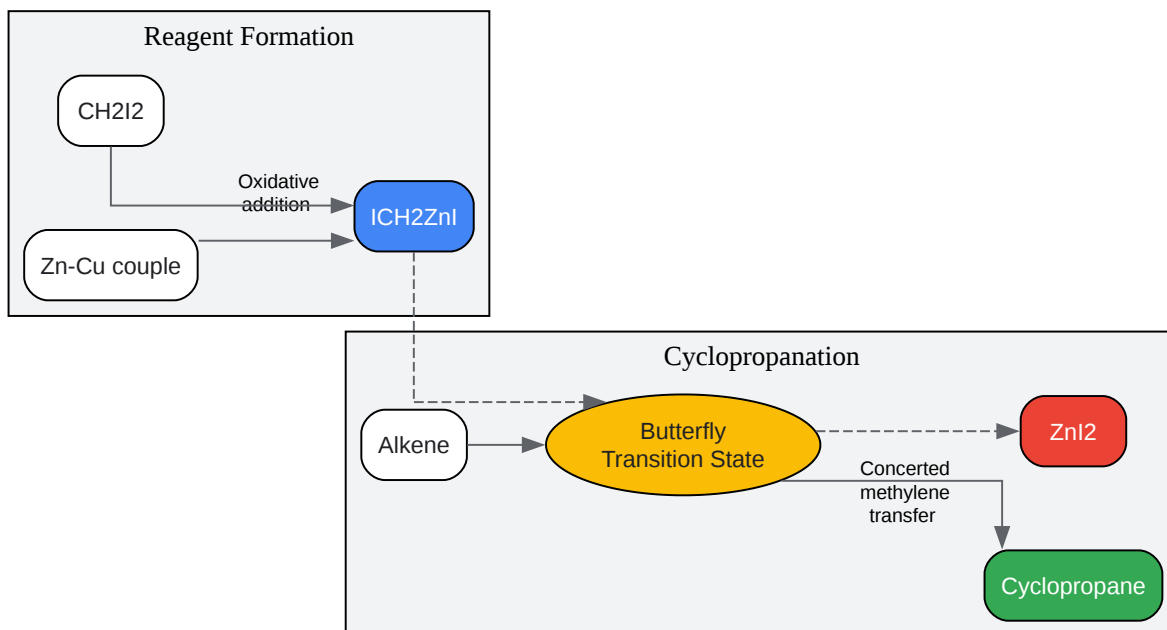 Reagent Formation
CH2I2
Oxidative
addition
ICH2ZnI
Zn-Cu couple
Cyclopropanation
Alkene
Butterfly
Transition State
ZnI2
Concerted
methylene
transfer
Cyclopropane